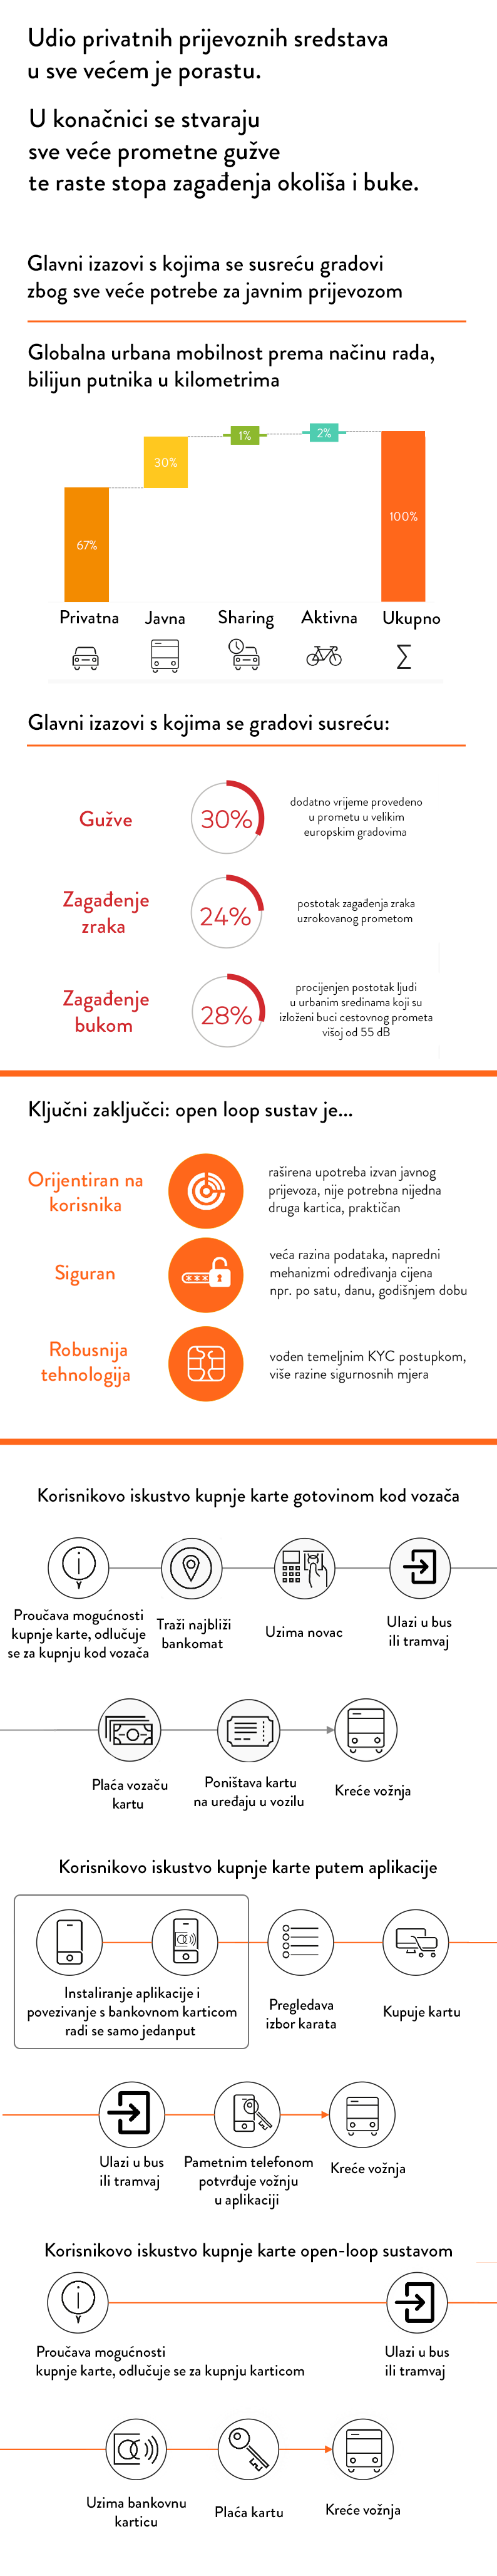 Udio privatnih prijevoznih sredstava
u sve većem je porastu.
U konačnici se stvaraju
sve veće prometne gužve
te raste stopa zagađenja okoliša i buke.
Glavni izazovi s kojima se susreću gradovi
zbog sve veće potrebe za javnim prijevozom
Globalna urbana mobilnost prema načinu rada,
bilijun putnika u kilometrima
67%
30%
1%
2%
100%
Privatna
Javna
Sharing
Aktivna
Ukupno
Glavni izazovi s kojima se gradovi susreću:
Gužve
30%
dodatno vrijeme provedeno
u prometu u velikim
europskim gradovima
Zagađenje
zraka
24%
postotak zagađenja zraka
uzrokovanog prometom
Zagađenje
bukom
28%
procijenjen postotak ljudi
u urbanim sredinama koji su
izloženi buci cestovnog prometa
višoj od 55 dB
Ključni zaključci: open loop sustav je...
Orijentiran na
korisnika
raširena upotreba izvan javnog
prijevoza, nije potrebna nijedna
druga kartica, praktičan
Siguran
veća razina podataka, napredni
mehanizmi određivanja cijena
npr. po satu, danu, godišnjem dobu
Robusnija
tehnologija
vođen temeljnim KYC postupkom,
više razine sigurnosnih mjera
Korisnikovo iskustvo kupnje karte gotovinom kod vozača
Proučava mogućnosti
kupnje karte, odlučuje
se za kupnju kod vozača
Traži najbliži
bankomat
Uzima novac
Ulazi u bus
ili tramvaj
Plaća vozaču
kartu
Poništava kartu
na uređaju u vozilu
Kreće vožnja
Korisnikovo iskustvo kupnje karte putem aplikacije
Instaliranje aplikacije i
povezivanje s bankovnom karticom
radi se samo jedanput
Pregledava
izbor karata
Kupuje kartu
Ulazi u bus
ili tramvaj
Pametnim telefonom
potvrđuje vožnju
u aplikaciji
Kreće vožnja
Korisnikovo iskustvo kupnje karte open-loop sustavom
Proučava mogućnosti
kupnje karte, odlučuje se za kupnju karticom
Ulazi u bus
ili tramvaj
Uzima bankovnu
karticu
Plaća kartu
Kreće vožnja